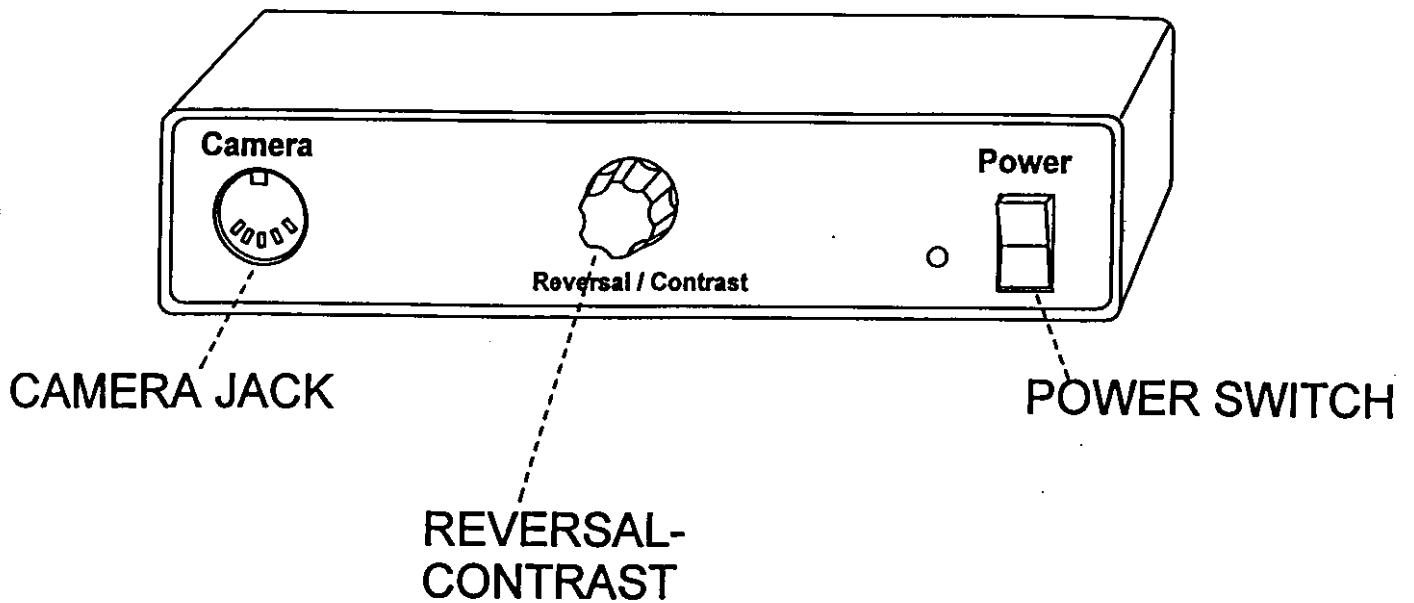 Camera
Power
Reversal / Contrast
CAMERA JACK
POWER SWITCH
REVERSAL-
CONTRAST